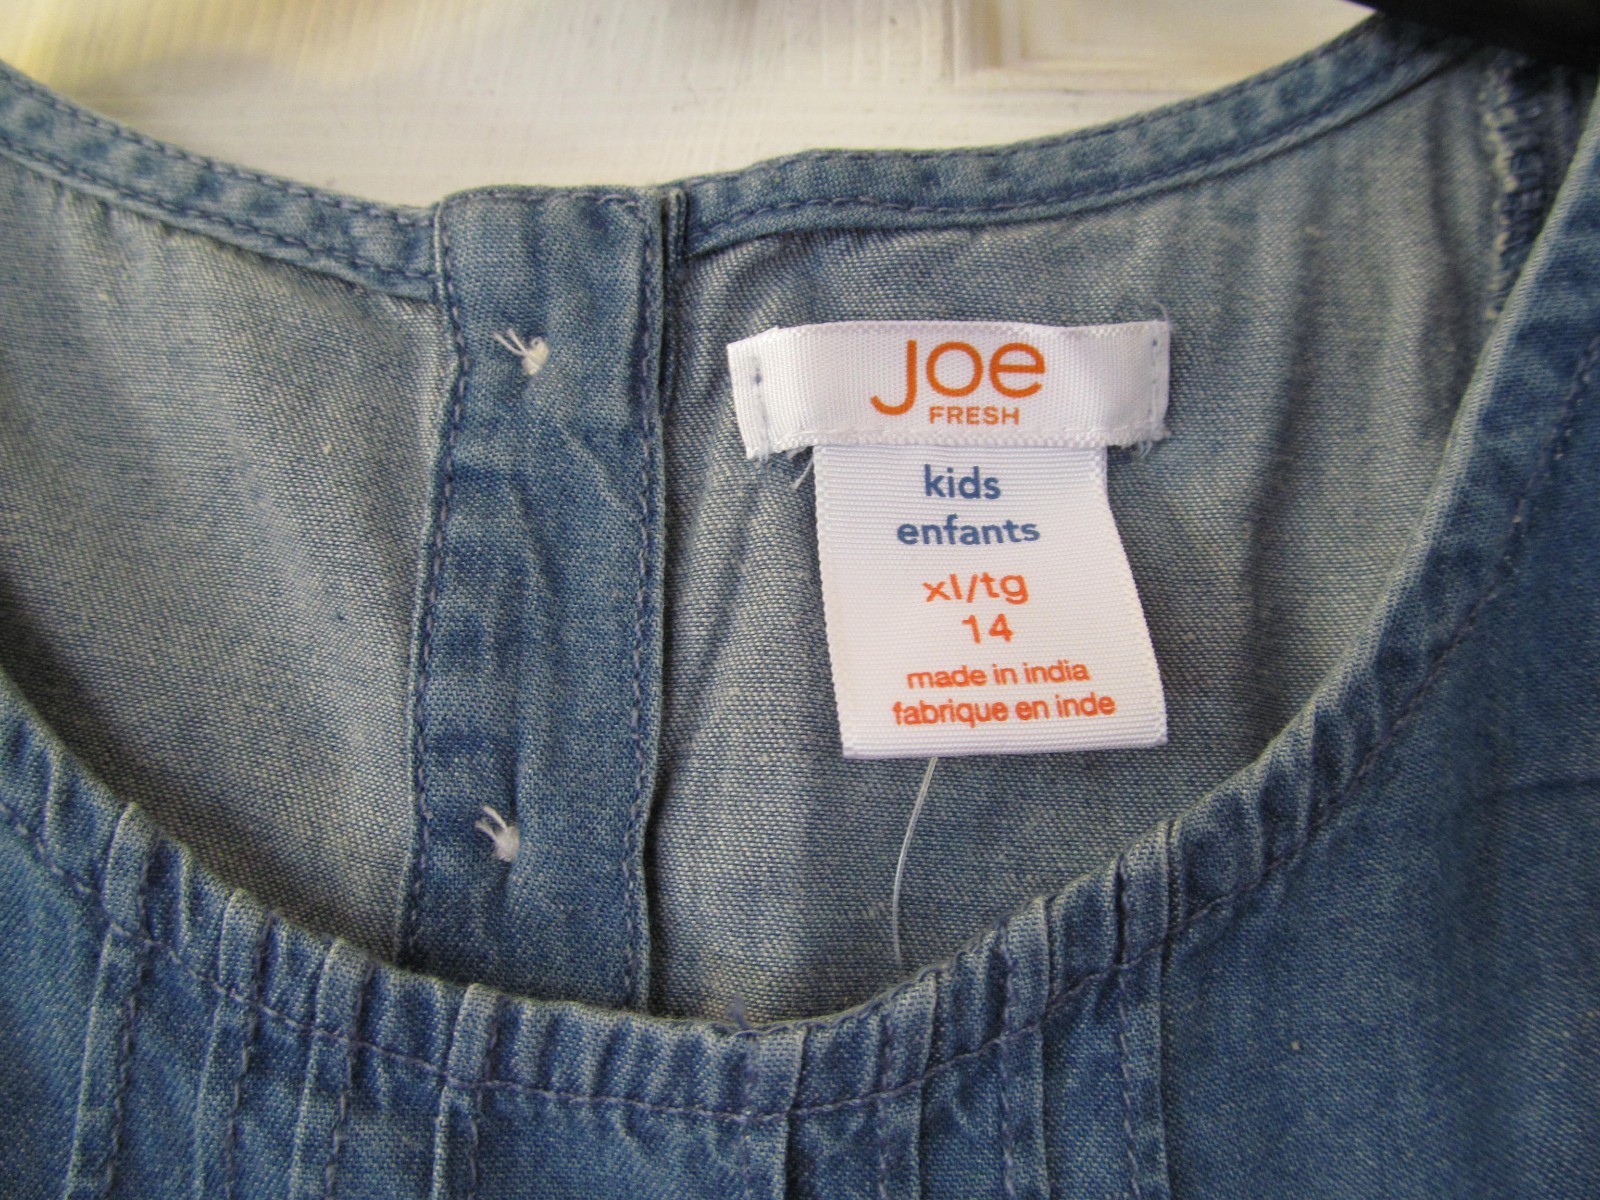 joe
FRESH
kids
enfants
xl/tg
14
made in india
fabrique en inde